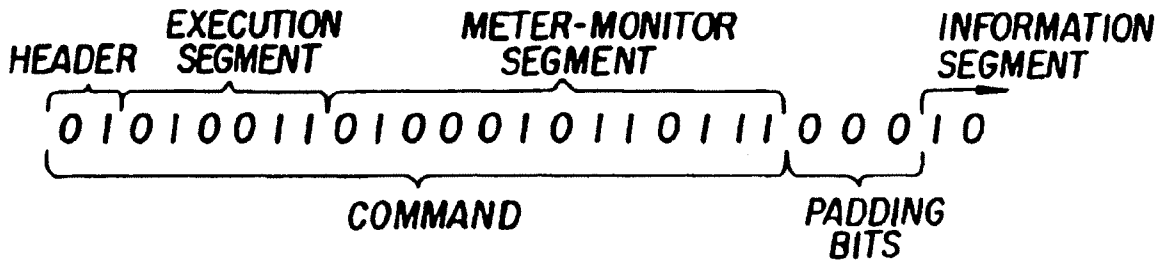 EXECUTION METER-MONITOR INFORMATION
HEADER SEGMENT SEGMENT SEGMENT
0 1 0 1 0 0 1 1 0 1 0 0 0 1 0 1 1 0 1 1 1 0 0 0 1 0
COMMAND PADDING
BITS